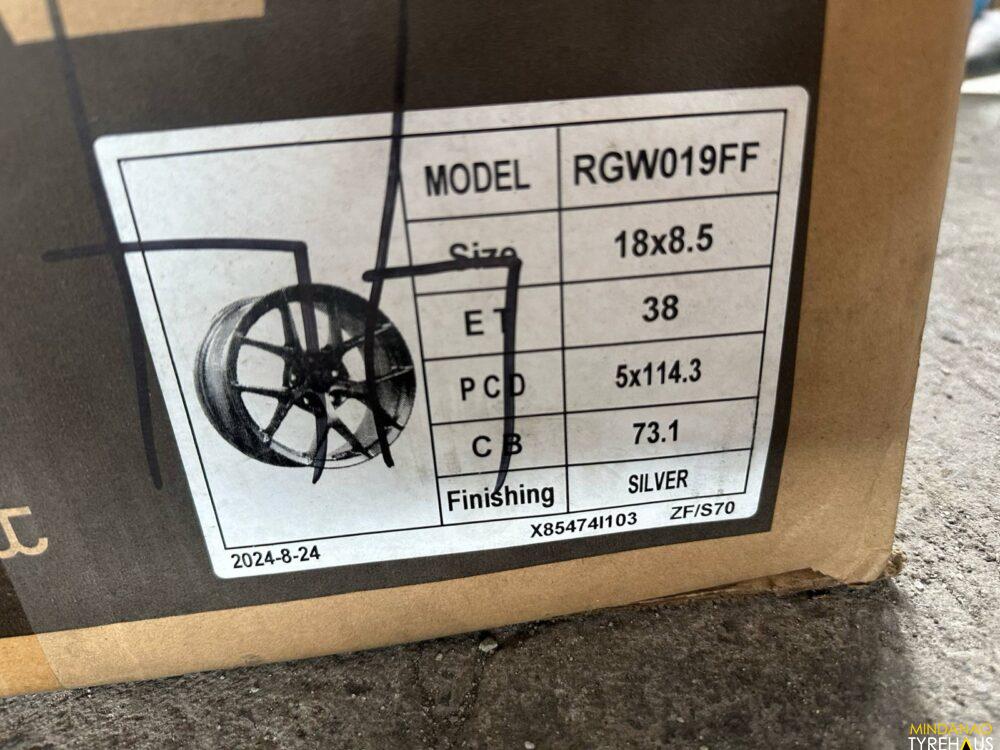 MODEL RGW019FF
Size 18x8.5
ET 38
PCD 5x114.3
CB 73.1
Finishing SILVER
X85474I103 ZF/S70
2024-8-24
MINDANAO
TYREHAUS